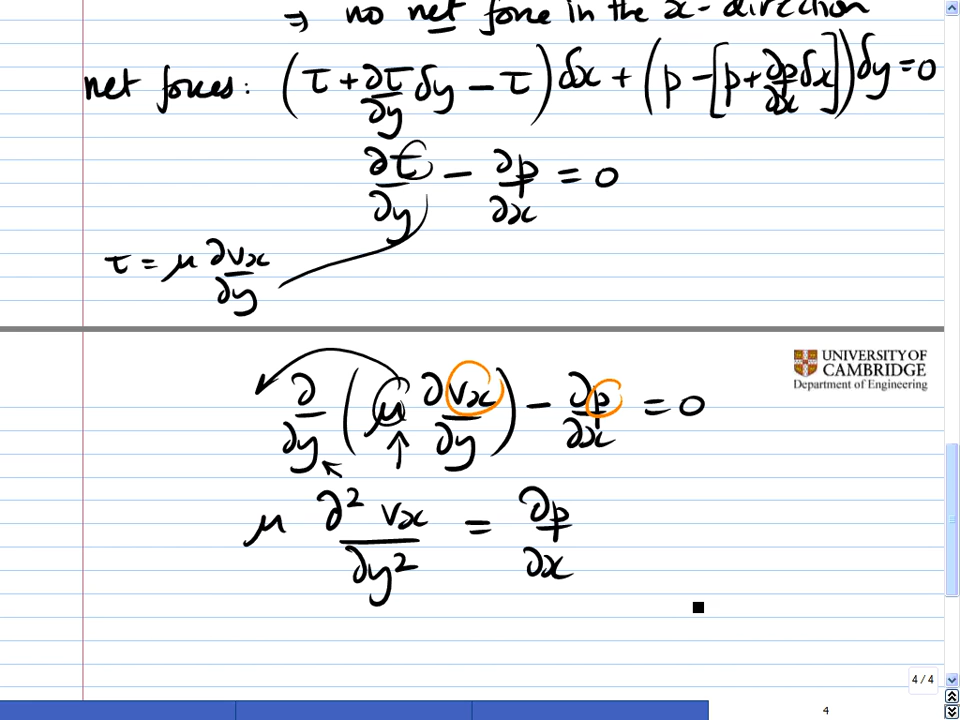 ⇒ no net force in the x-direction
net forces: (τ + ∂τ/∂y δy − τ) δx + (p − [p + ∂p/∂x δx]) δy = 0
∂τ/∂y − ∂p/∂x = 0
τ = μ ∂vx/∂y
UNIVERSITY OF
CAMBRIDGE
Department of Engineering
∂/∂y (μ ∂vx/∂y) − ∂p/∂x = 0
μ ∂²vx/∂y² = ∂p/∂x
4 / 4
4